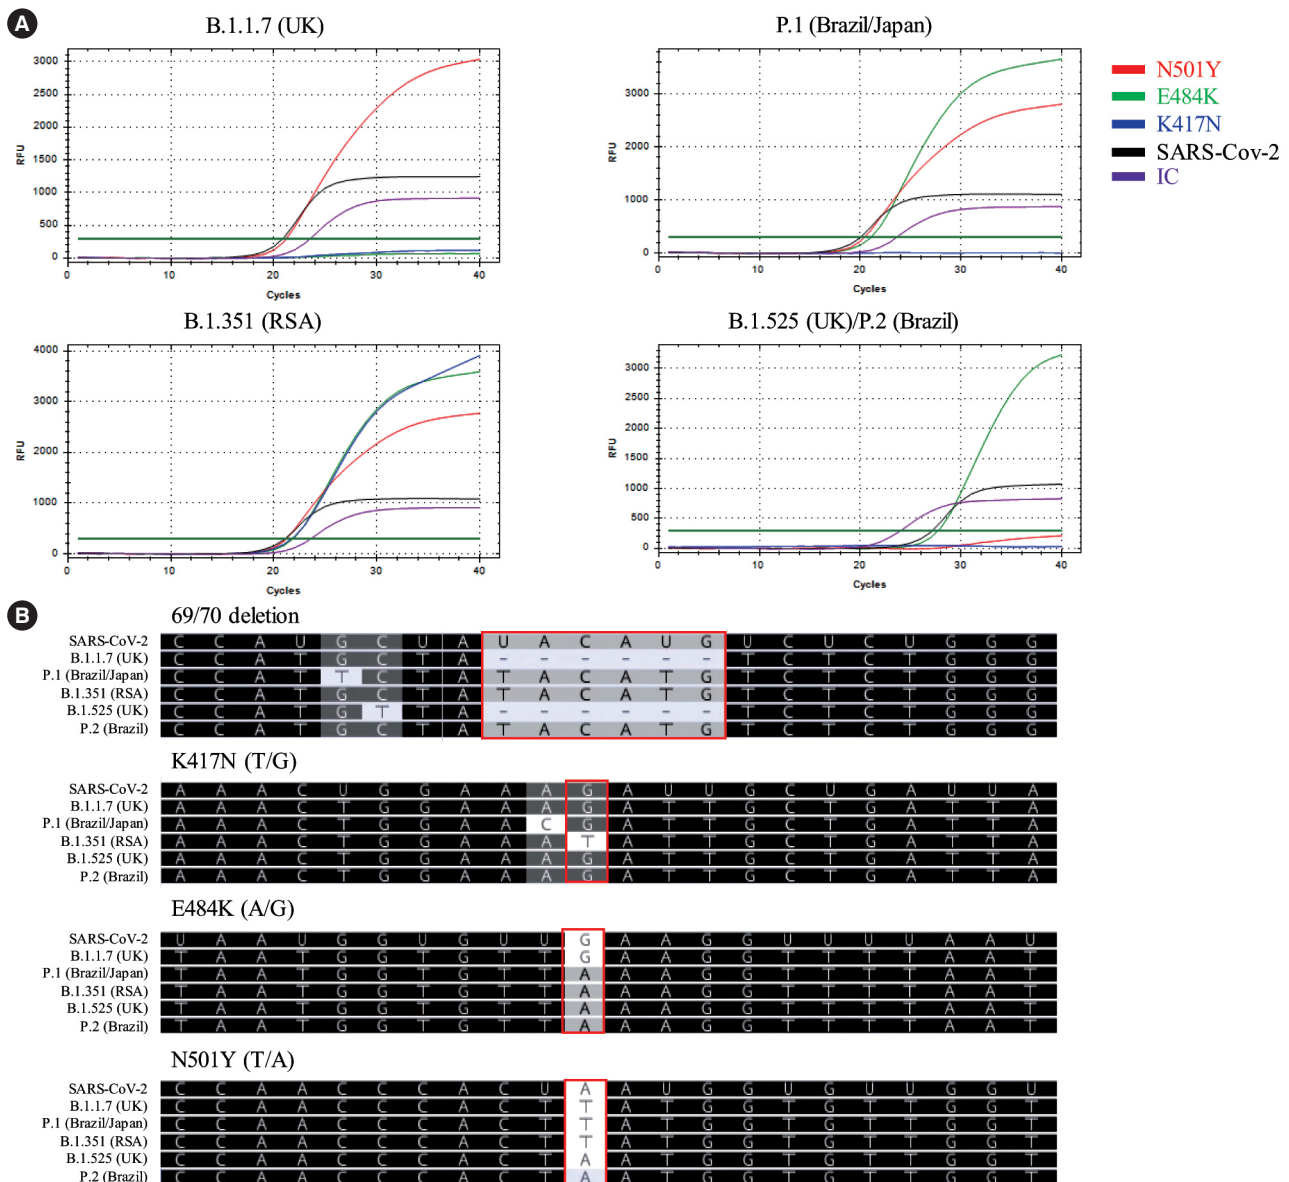 A
B.1.1.7 (UK)
3000
2500
2000
1500
1000
500
0
RFU
0 10 20 30 40
Cycles
P.1 (Brazil/Japan)
3000
2000
1000
0
RFU
0 10 20 30 40
Cycles
N501Y
E484K
K417N
SARS-Cov-2
IC
B.1.351 (RSA)
4000
3000
2000
1000
0
RFU
0 10 20 30 40
Cycles
B.1.525 (UK)/P.2 (Brazil)
3000
2500
2000
1500
1000
500
0
RFU
0 10 20 30 40
Cycles
B
69/70 deletion
SARS-CoV-2 C C A U G C U A U A C A U G U C U C U G G G
B.1.1.7 (UK) C C A T G C T A - - - - - - T C T C T G G G
P.1 (Brazil/Japan) C C A T T C T A T A C A T G T C T C T G G G
B.1.351 (RSA) C C A T G C T A T A C A T G T C T C T G G G
B.1.525 (UK) C C A T G T T A - - - - - - T C T C T G G G
P.2 (Brazil) C C A T G C T A T A C A T G T C T C T G G G
K417N (T/G)
SARS-CoV-2 A A A C U G G A A A G A U U G C U G A U U A
B.1.1.7 (UK) A A A C T G G A A A G A T T G C T G A T T A
P.1 (Brazil/Japan) A A A C T G G A A C G A T T G C T G A T T A
B.1.351 (RSA) A A A C T G G A A A T A T T G C T G A T T A
B.1.525 (UK) A A A C T G G A A A G A T T G C T G A T T A
P.2 (Brazil) A A A C T G G A A A G A T T G C T G A T T A
E484K (A/G)
SARS-CoV-2 U A A U G G U G U U G A A G G U U U U A A U
B.1.1.7 (UK) T A A T G G T G T T G A A G G T T T T A A T
P.1 (Brazil/Japan) T A A T G G T G T T A A A G G T T T T A A T
B.1.351 (RSA) T A A T G G T G T T A A A G G T T T T A A T
B.1.525 (UK) T A A T G G T G T T A A A G G T T T T A A T
P.2 (Brazil) T A A T G G T G T T A A A G G T T T T A A T
N501Y (T/A)
SARS-CoV-2 C C A A C C C A C U A A U G G U G U U G G U
B.1.1.7 (UK) C C A A C C C A C T T A T G G T G T T G G T
P.1 (Brazil/Japan) C C A A C C C A C T T A T G G T G T T G G T
B.1.351 (RSA) C C A A C C C A C T T A T G G T G T T G G T
B.1.525 (UK) C C A A C C C A C T A A T G G T G T T G G T
P.2 (Brazil) C C A A C C C A C T A A T G G T G T T G G T